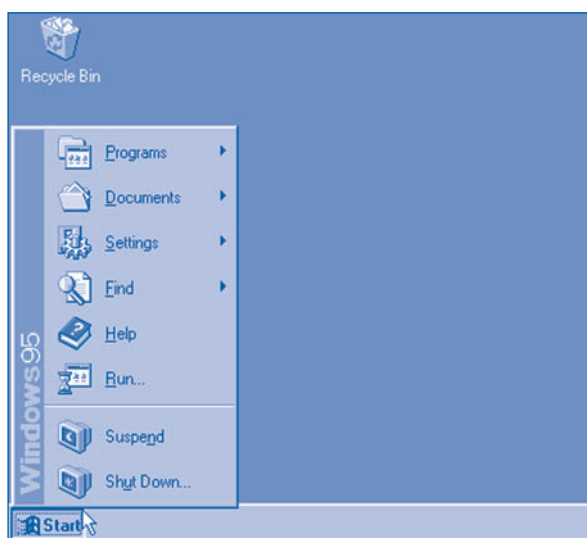 Recycle Bin
Programs
Documents
Settings
Find
Help
Run...
Suspend
Shut Down...
Windows95
Start